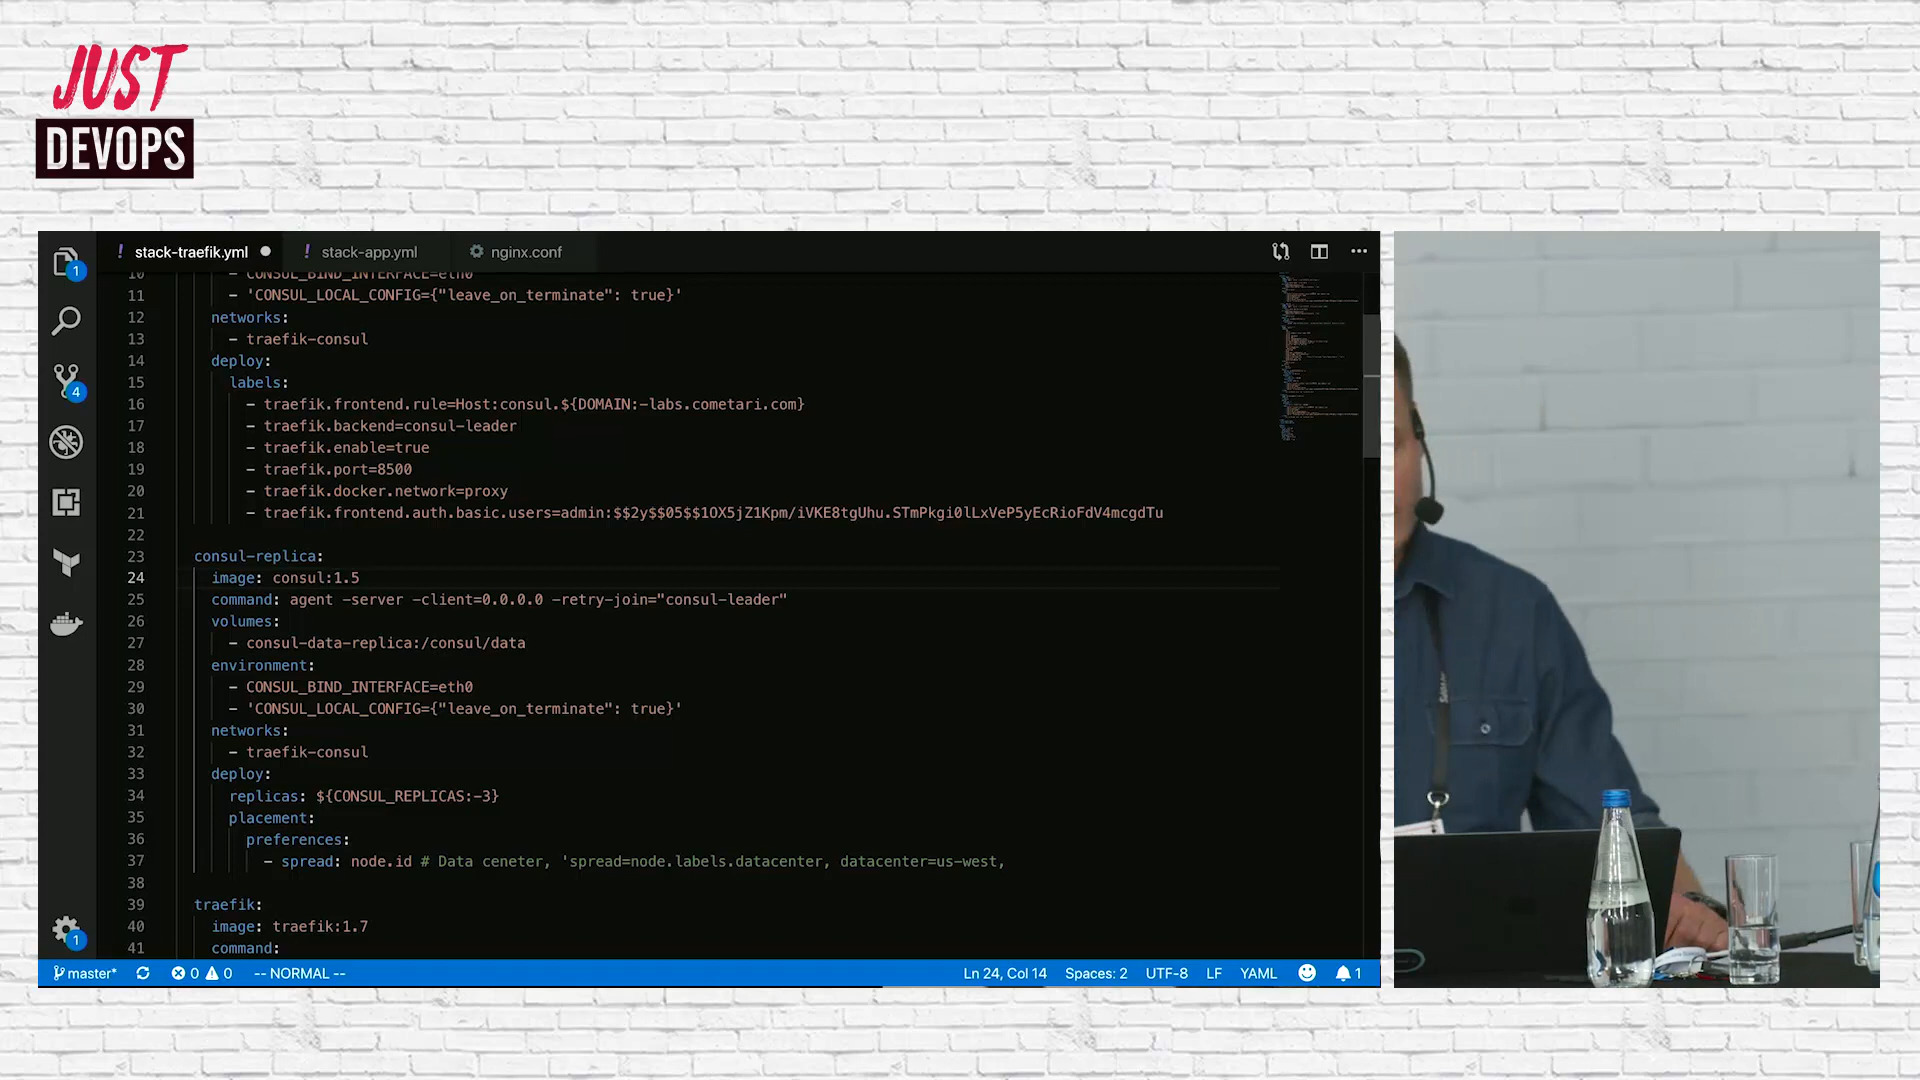 JUST
DEVOPS
stack-traefik.yml
stack-app.yml
nginx.conf
10 - CONSUL_BIND_INTERFACE=eth0
11 - 'CONSUL_LOCAL_CONFIG={"leave_on_terminate": true}'
12 networks:
13 - traefik-consul
14 deploy:
15 labels:
16 - traefik.frontend.rule=Host:consul.${DOMAIN:-labs.cometari.com}
17 - traefik.backend=consul-leader
18 - traefik.enable=true
19 - traefik.port=8500
20 - traefik.docker.network=proxy
21 - traefik.frontend.auth.basic.users=admin:$$2y$$05$$1OX5jZ1Kpm/iVKE8tgUhu.STmPkgi0lLxVeP5yEcRioFdV4mcgdTu
22
23 consul-replica:
24 image: consul:1.5
25 command: agent -server -client=0.0.0.0 -retry-join="consul-leader"
26 volumes:
27 - consul-data-replica:/consul/data
28 environment:
29 - CONSUL_BIND_INTERFACE=eth0
30 - 'CONSUL_LOCAL_CONFIG={"leave_on_terminate": true}'
31 networks:
32 - traefik-consul
33 deploy:
34 replicas: ${CONSUL_REPLICAS:-3}
35 placement:
36 preferences:
37 - spread: node.id # Data ceneter, 'spread=node.labels.datacenter, datacenter=us-west,
38
39 traefik:
40 image: traefik:1.7
41 command:
1
4
1
master* 0 0 -- NORMAL -- Ln 24, Col 14 Spaces: 2 UTF-8 LF YAML 1